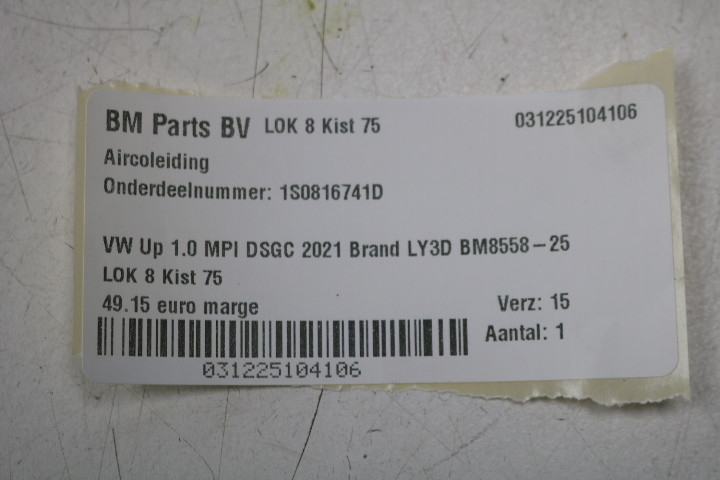 BM Parts BV LOK 8 Kist 75 031225104106
Aircoleiding
Onderdeelnummer: 1S0816741D
VW Up 1.0 MPI DSGC 2021 Brand LY3D BM8558-25
LOK 8 Kist 75
49.15 euro marge Verz: 15
Aantal: 1
031225104106